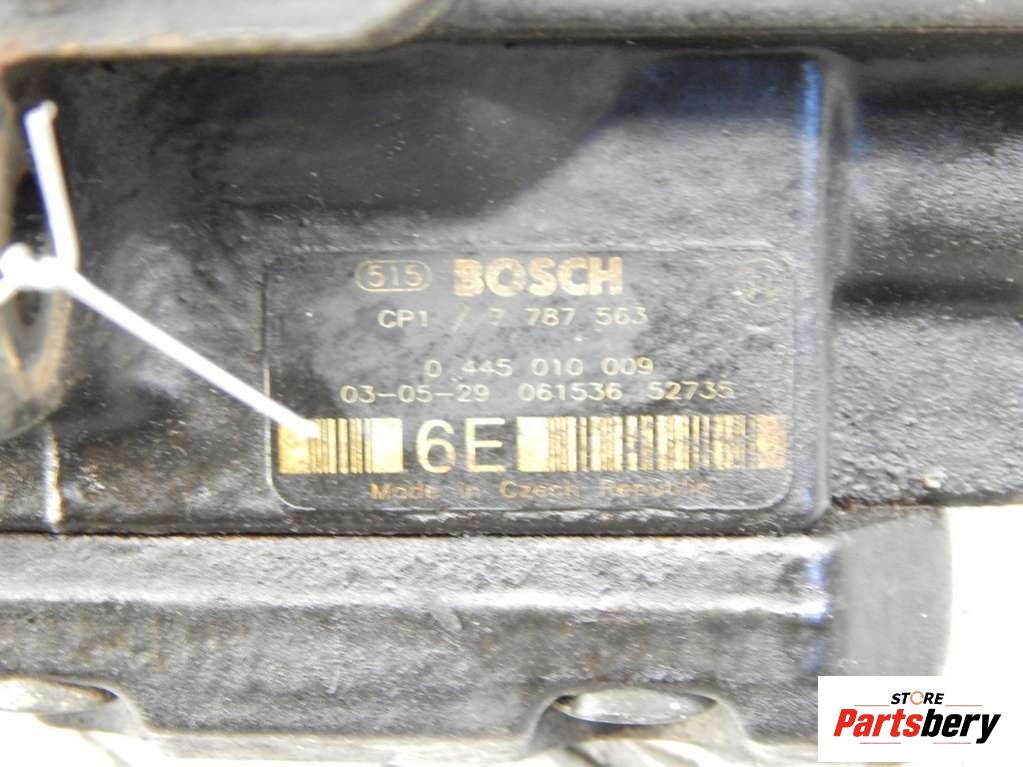 515 BOSCH
CP1 / 7 787 563
0 445 010 009
03-05-29 061536 52735
6E
Made in Czech Republic
STORE
Partsbery